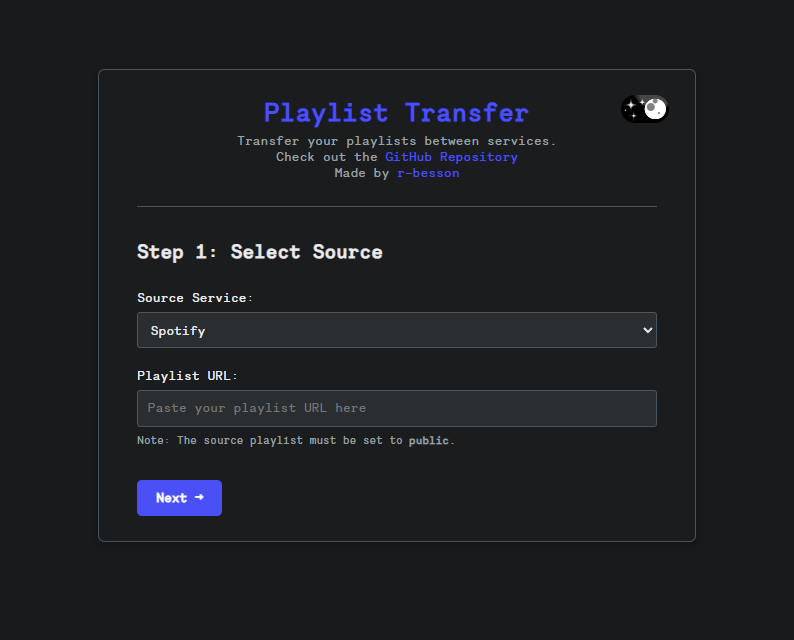 Playlist Transfer
Transfer your playlists between services.
Check out the GitHub Repository
Made by r-besson
Step 1: Select Source
Source Service:
Spotify
Playlist URL:
Paste your playlist URL here
Note: The source playlist must be set to public.
Next →